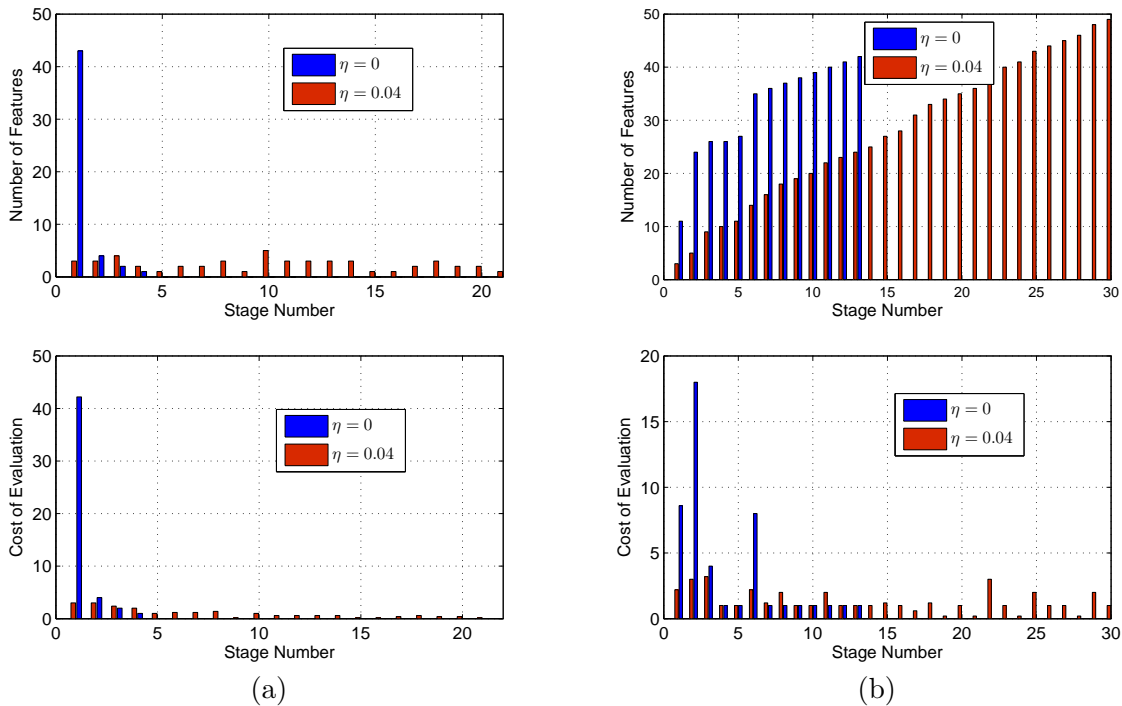 50
40
30
20
10
0
Number of Features
η = 0
η = 0.04
0 5 10 15 20
Stage Number
50
40
30
20
10
0
Number of Features
η = 0
η = 0.04
0 5 10 15 20 25 30
Stage Number
50
40
30
20
10
0
Cost of Evaluation
η = 0
η = 0.04
0 5 10 15 20
Stage Number
(a)
20
15
10
5
0
Cost of Evaluation
η = 0
η = 0.04
0 5 10 15 20 25 30
Stage Number
(b)